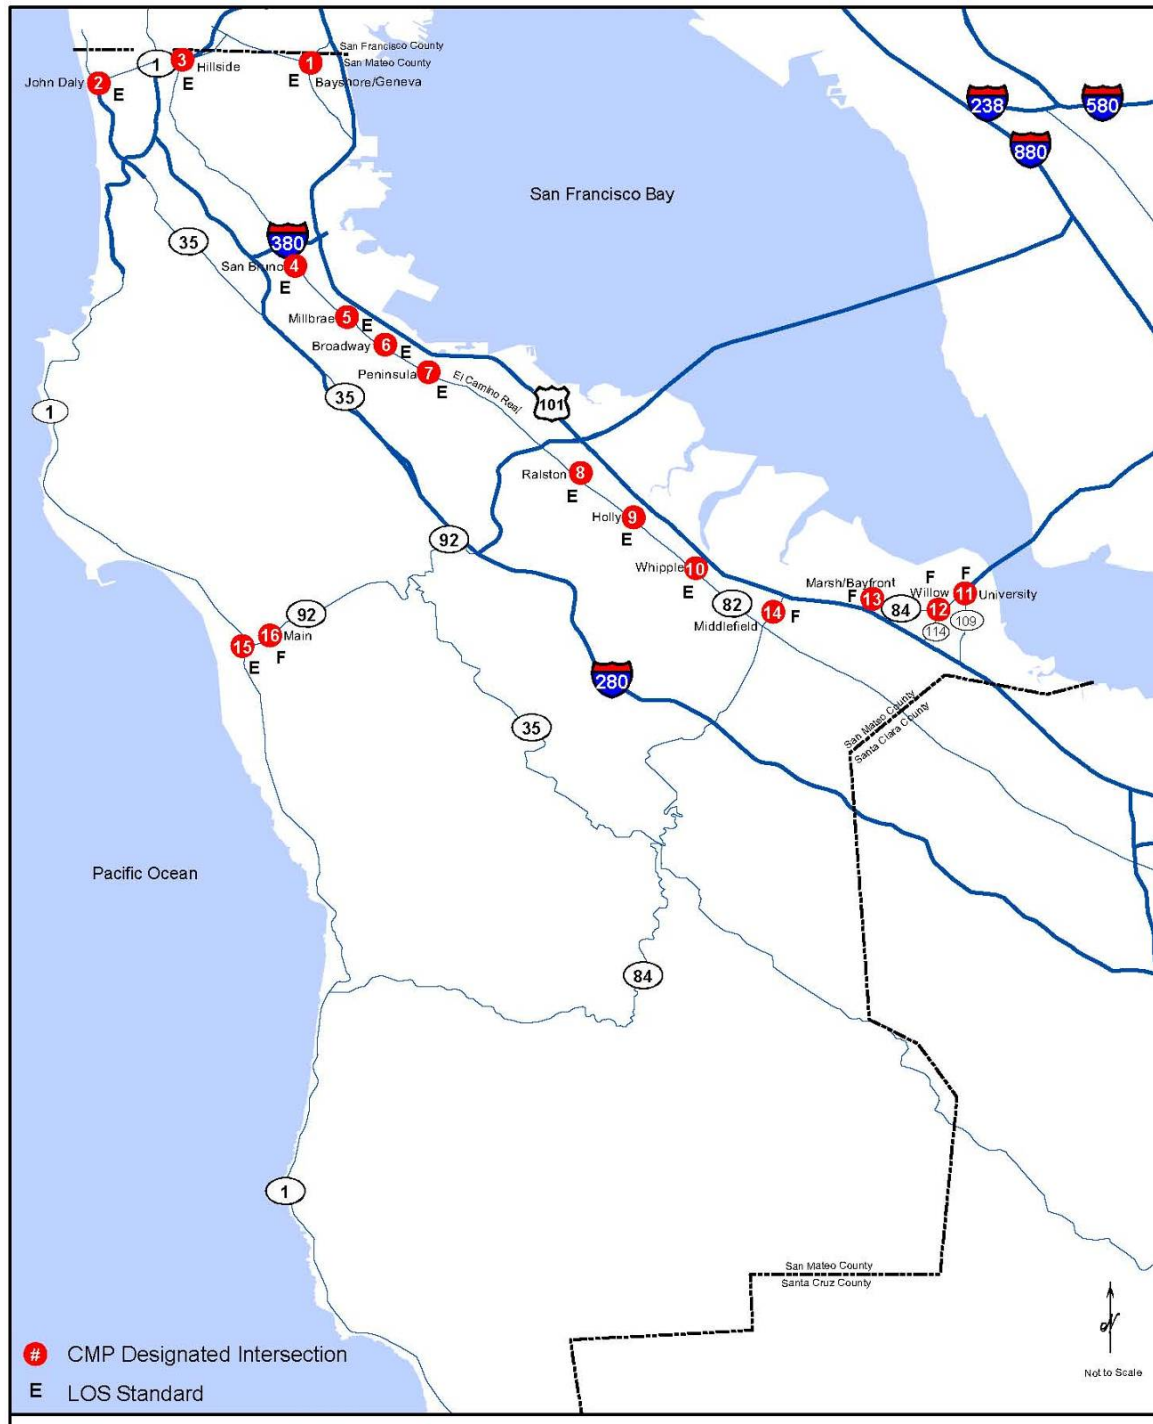 San Francisco County
San Mateo County
1
3
Hillside
E
1
E
Bayshore/Geneva
John Daly
2
E
238
580
880
San Francisco Bay
35
380
San Bruno
4
E
Millbrae
5
E
Broadway
6
E
Peninsula
7
E
El Camino Real
101
35
1
Ralston
8
E
Holly
9
E
92
Whipple
10
E
82
Middlefield
14
F
Marsh/Bayfront
F
13
84
F
Willow
12
F
11
University
114
109
92
15
E
16
Main
F
280
San Mateo County
Santa Clara County
35
Pacific Ocean
84
1
San Mateo County
Santa Cruz County
N
Not to Scale
# CMP Designated Intersection
E LOS Standard